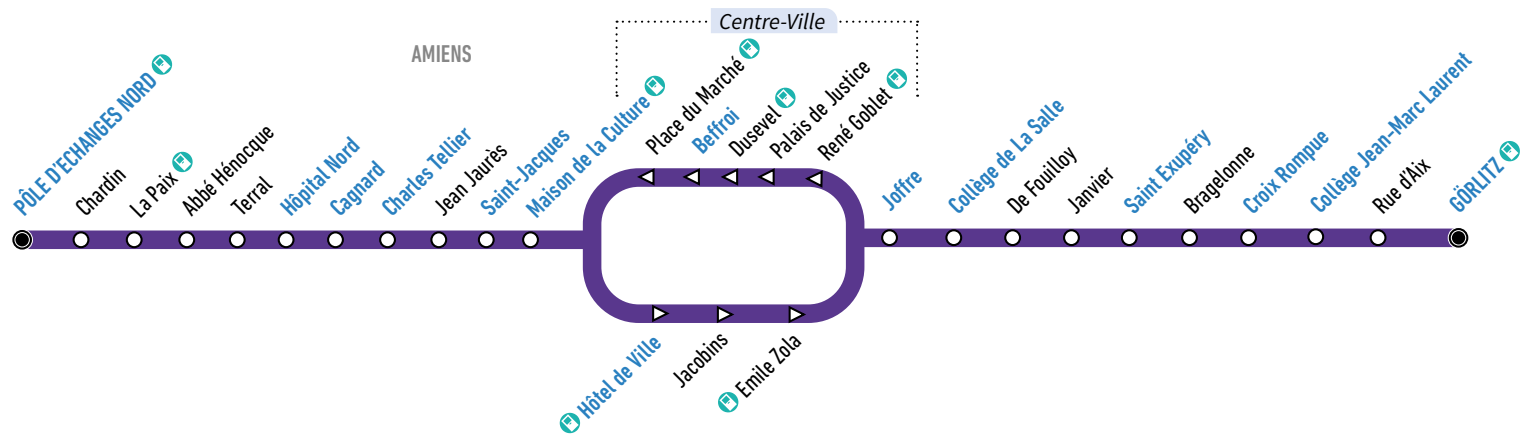 Centre-Ville
AMIENS
PÔLE D'ECHANGES NORD
Chardin
La Paix
Abbé Hénocque
Terral
Hôpital Nord
Cagnard
Charles Tellier
Jean Jaurès
Saint-Jacques
Maison de la Culture
Place du Marché
Beffroi
Dusevel
Palais de Justice
René Goblet
Hôtel de Ville
Jacobins
Emile Zola
Joffre
Collège de La Salle
De Fouilloy
Janvier
Saint Exupéry
Bragelonne
Croix Rompue
Collège Jean-Marc Laurent
Rue d'Aix
GÖRLITZ